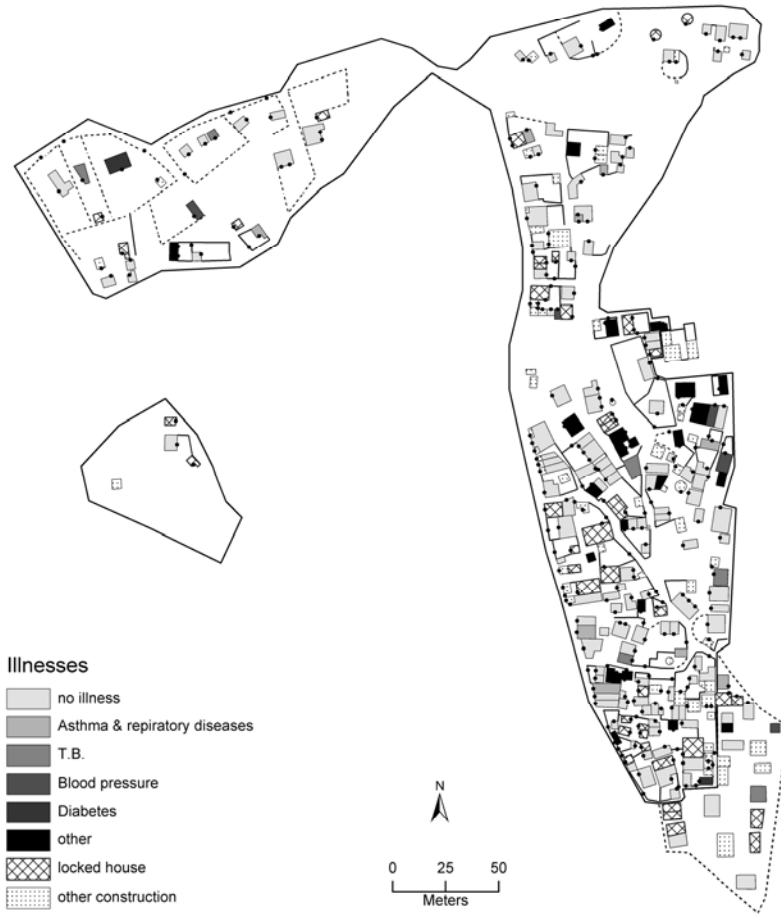 Illnesses
no illness
Asthma & repiratory diseases
T.B.
Blood pressure
Diabetes
other
locked house
other construction
N
0 25 50
Meters